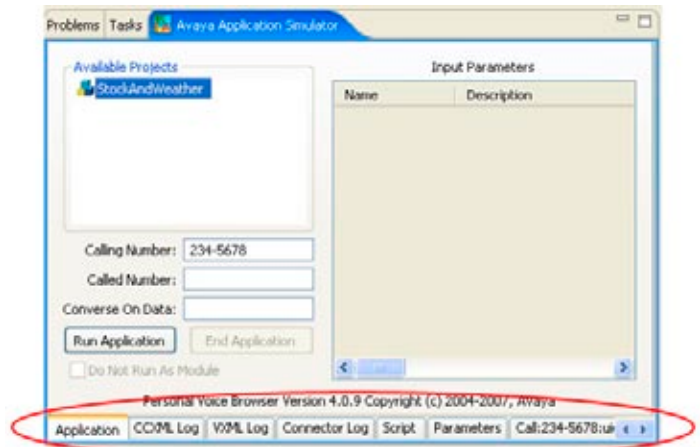 Problems Tasks Avaya Application Simulator
Available Projects
StockAndWeather
Input Parameters
Name Description
Calling Number: 234-5678
Called Number:
Converse On Data:
Run Application End Application
Do Not Run As Module
Personal Voice Browser Version 4.0.9 Copyright (c) 2004-2007, Avaya
Application CCXML Log VXML Log Connector Log Script Parameters Call:234-5678:ui